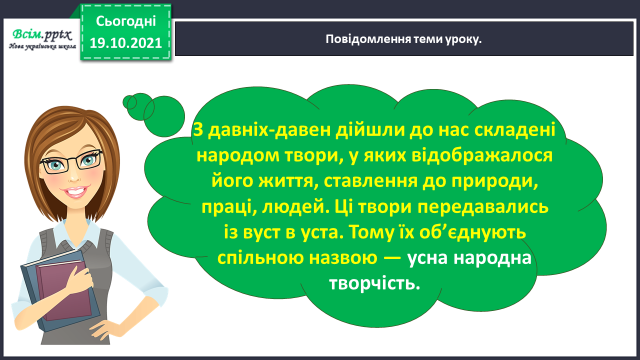 Всім.pptx
Нова українська школа
Сьогодні
19.10.2021
Повідомлення теми уроку.
З давніх-давен дійшли до нас складені
народом твори, у яких відображалося
його життя, ставлення до природи,
праці, людей. Ці твори передавались
із вуст в уста. Тому їх об’єднують
спільною назвою — усна народна
творчість.